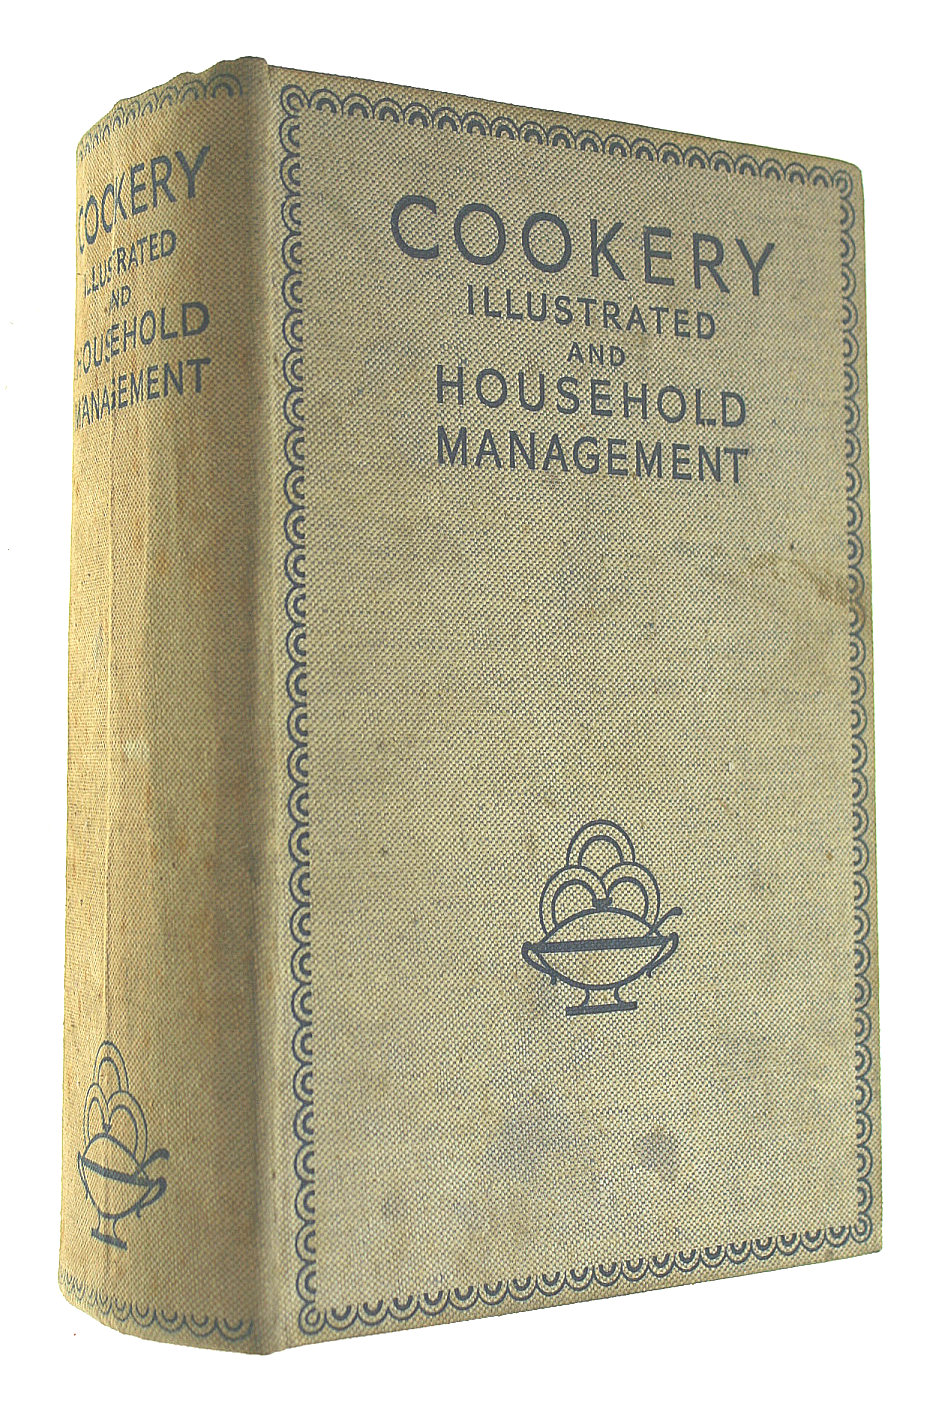 COOKERY
ILLUSTRATED
AND
HOUSEHOLD
MANAGEMENT
COOKERY
ILLUSTRATED
AND
HOUSEHOLD
MANAGEMENT